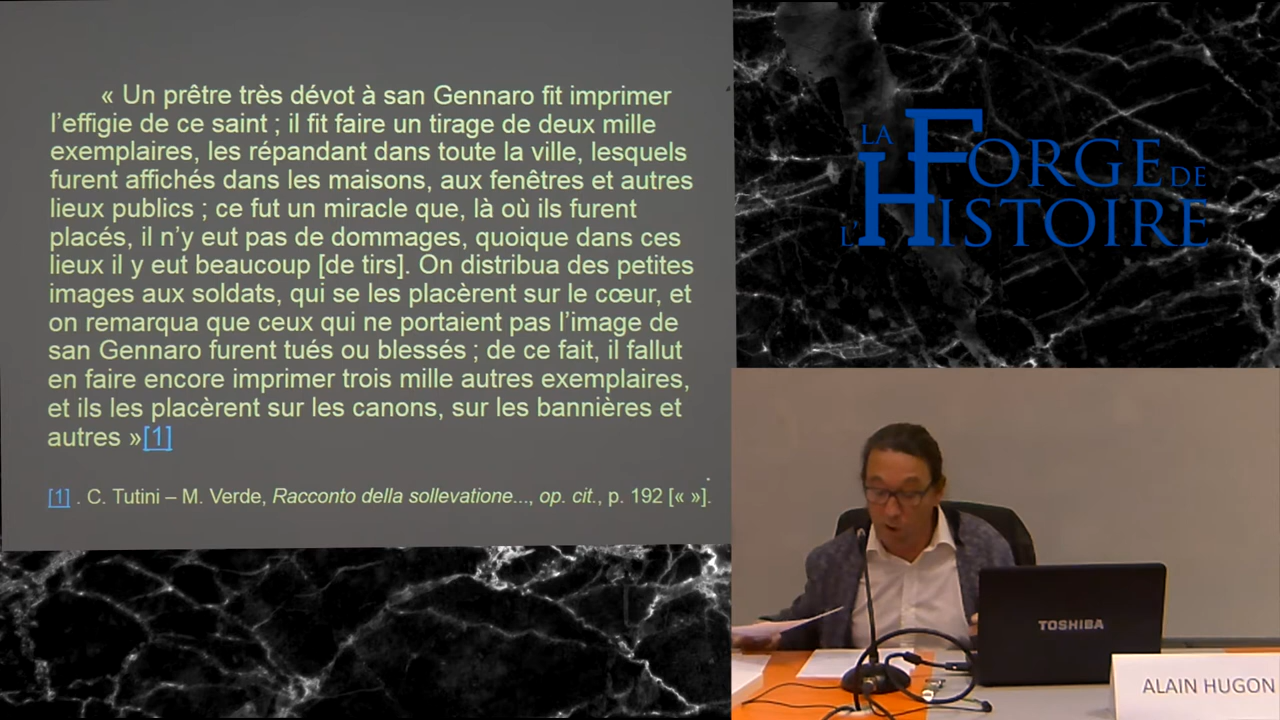 « Un prêtre très dévot à san Gennaro fit imprimer
l'effigie de ce saint ; il fit faire un tirage de deux mille
exemplaires, les répandant dans toute la ville, lesquels
furent affichés dans les maisons, aux fenêtres et autres
lieux publics ; ce fut un miracle que, là où ils furent
placés, il n'y eut pas de dommages, quoique dans ces
lieux il y eut beaucoup [de tirs]. On distribua des petites
images aux soldats, qui se les placèrent sur le cœur, et
on remarqua que ceux qui ne portaient pas l'image de
san Gennaro furent tués ou blessés ; de ce fait, il fallut
en faire encore imprimer trois mille autres exemplaires,
et ils les placèrent sur les canons, sur les bannières et
autres »[1]
[1] . C. Tutini – M. Verde, Racconto della sollevatione..., op. cit., p. 192 [« »].
LA FORGE DE
L'HISTOIRE
TOSHIBA
ALAIN HUGON